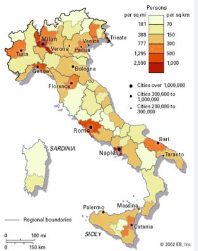 Persons
per sq mi per sq km
181 70
388 150
777 300
1,295 500
2,590 1,000
Cities over 1,000,000
Cities 300,000 to
1,000,000
Cities 200,000 to
300,000
Milan
Turin
Verona
Venice
Padua
Trieste
Genoa
Bologna
Florence
Rome
Naples
Bari
Taranto
SARDINIA
Palermo
Messina
Catania
SICILY
Regional boundaries
0 100 mi
0 150 km
© 2002 EB, Inc.